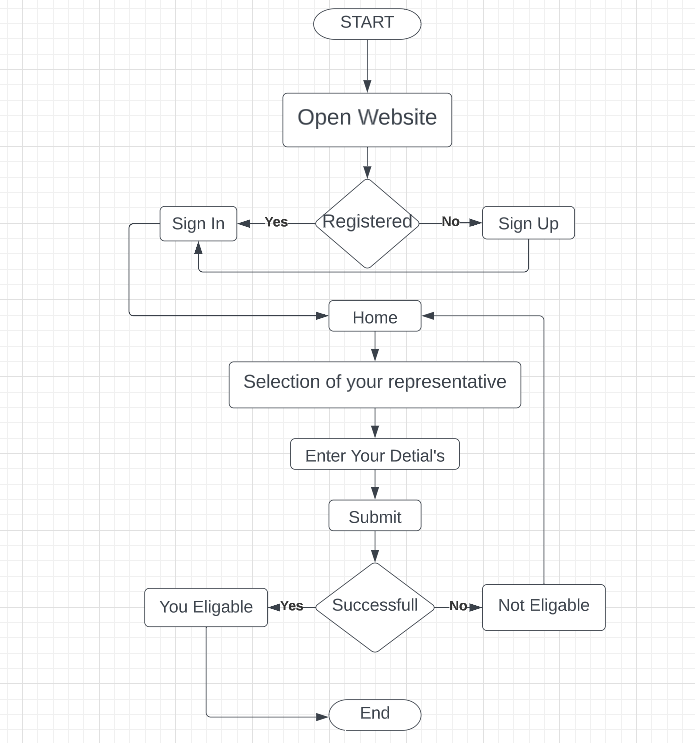 START
Open Website
Registered
Yes
No
Sign In
Sign Up
Home
Selection of your representative
Enter Your Detial's
Submit
Successfull
Yes
No
You Eligable
Not Eligable
End